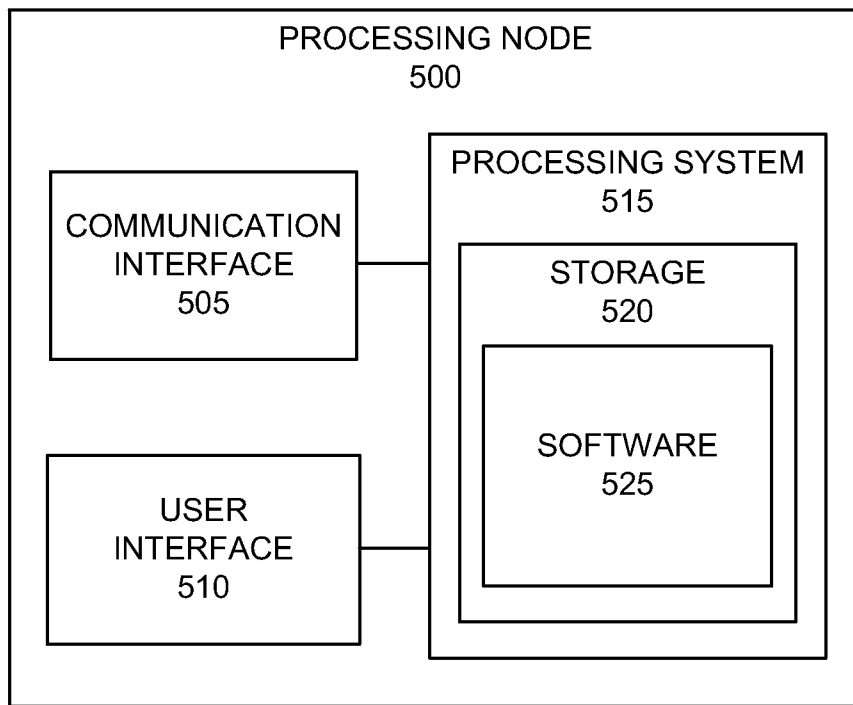 PROCESSING NODE
500
COMMUNICATION
INTERFACE
505
PROCESSING SYSTEM
515
STORAGE
520
SOFTWARE
525
USER
INTERFACE
510